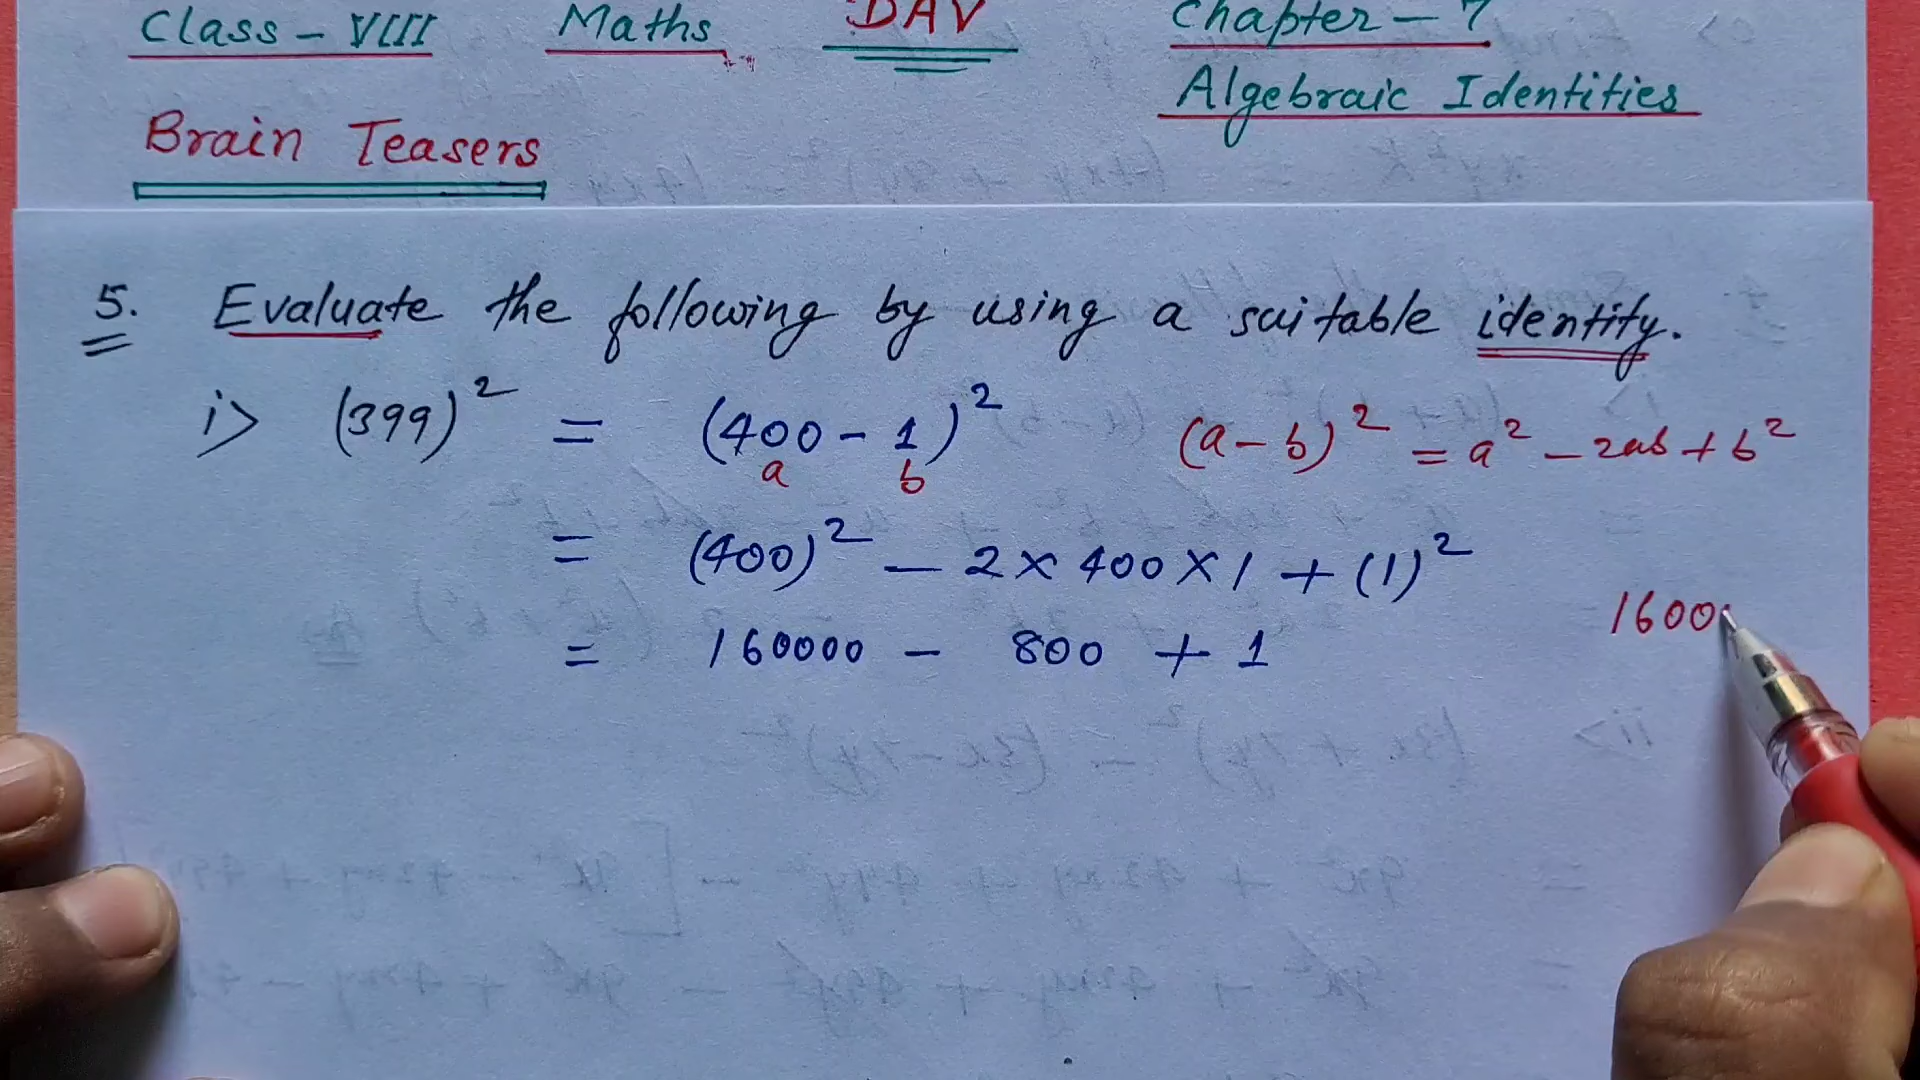 Class - VIII Maths DAV Chapter - 7
Algebraic Identities
Brain Teasers
5. Evaluate the following by using a suitable identity.
i> (399)² = (400 - 1)² (a - b)² = a² - 2ab + b²
a b
= (400)² - 2 × 400 × 1 + (1)²
1600
= 160000 - 800 + 1